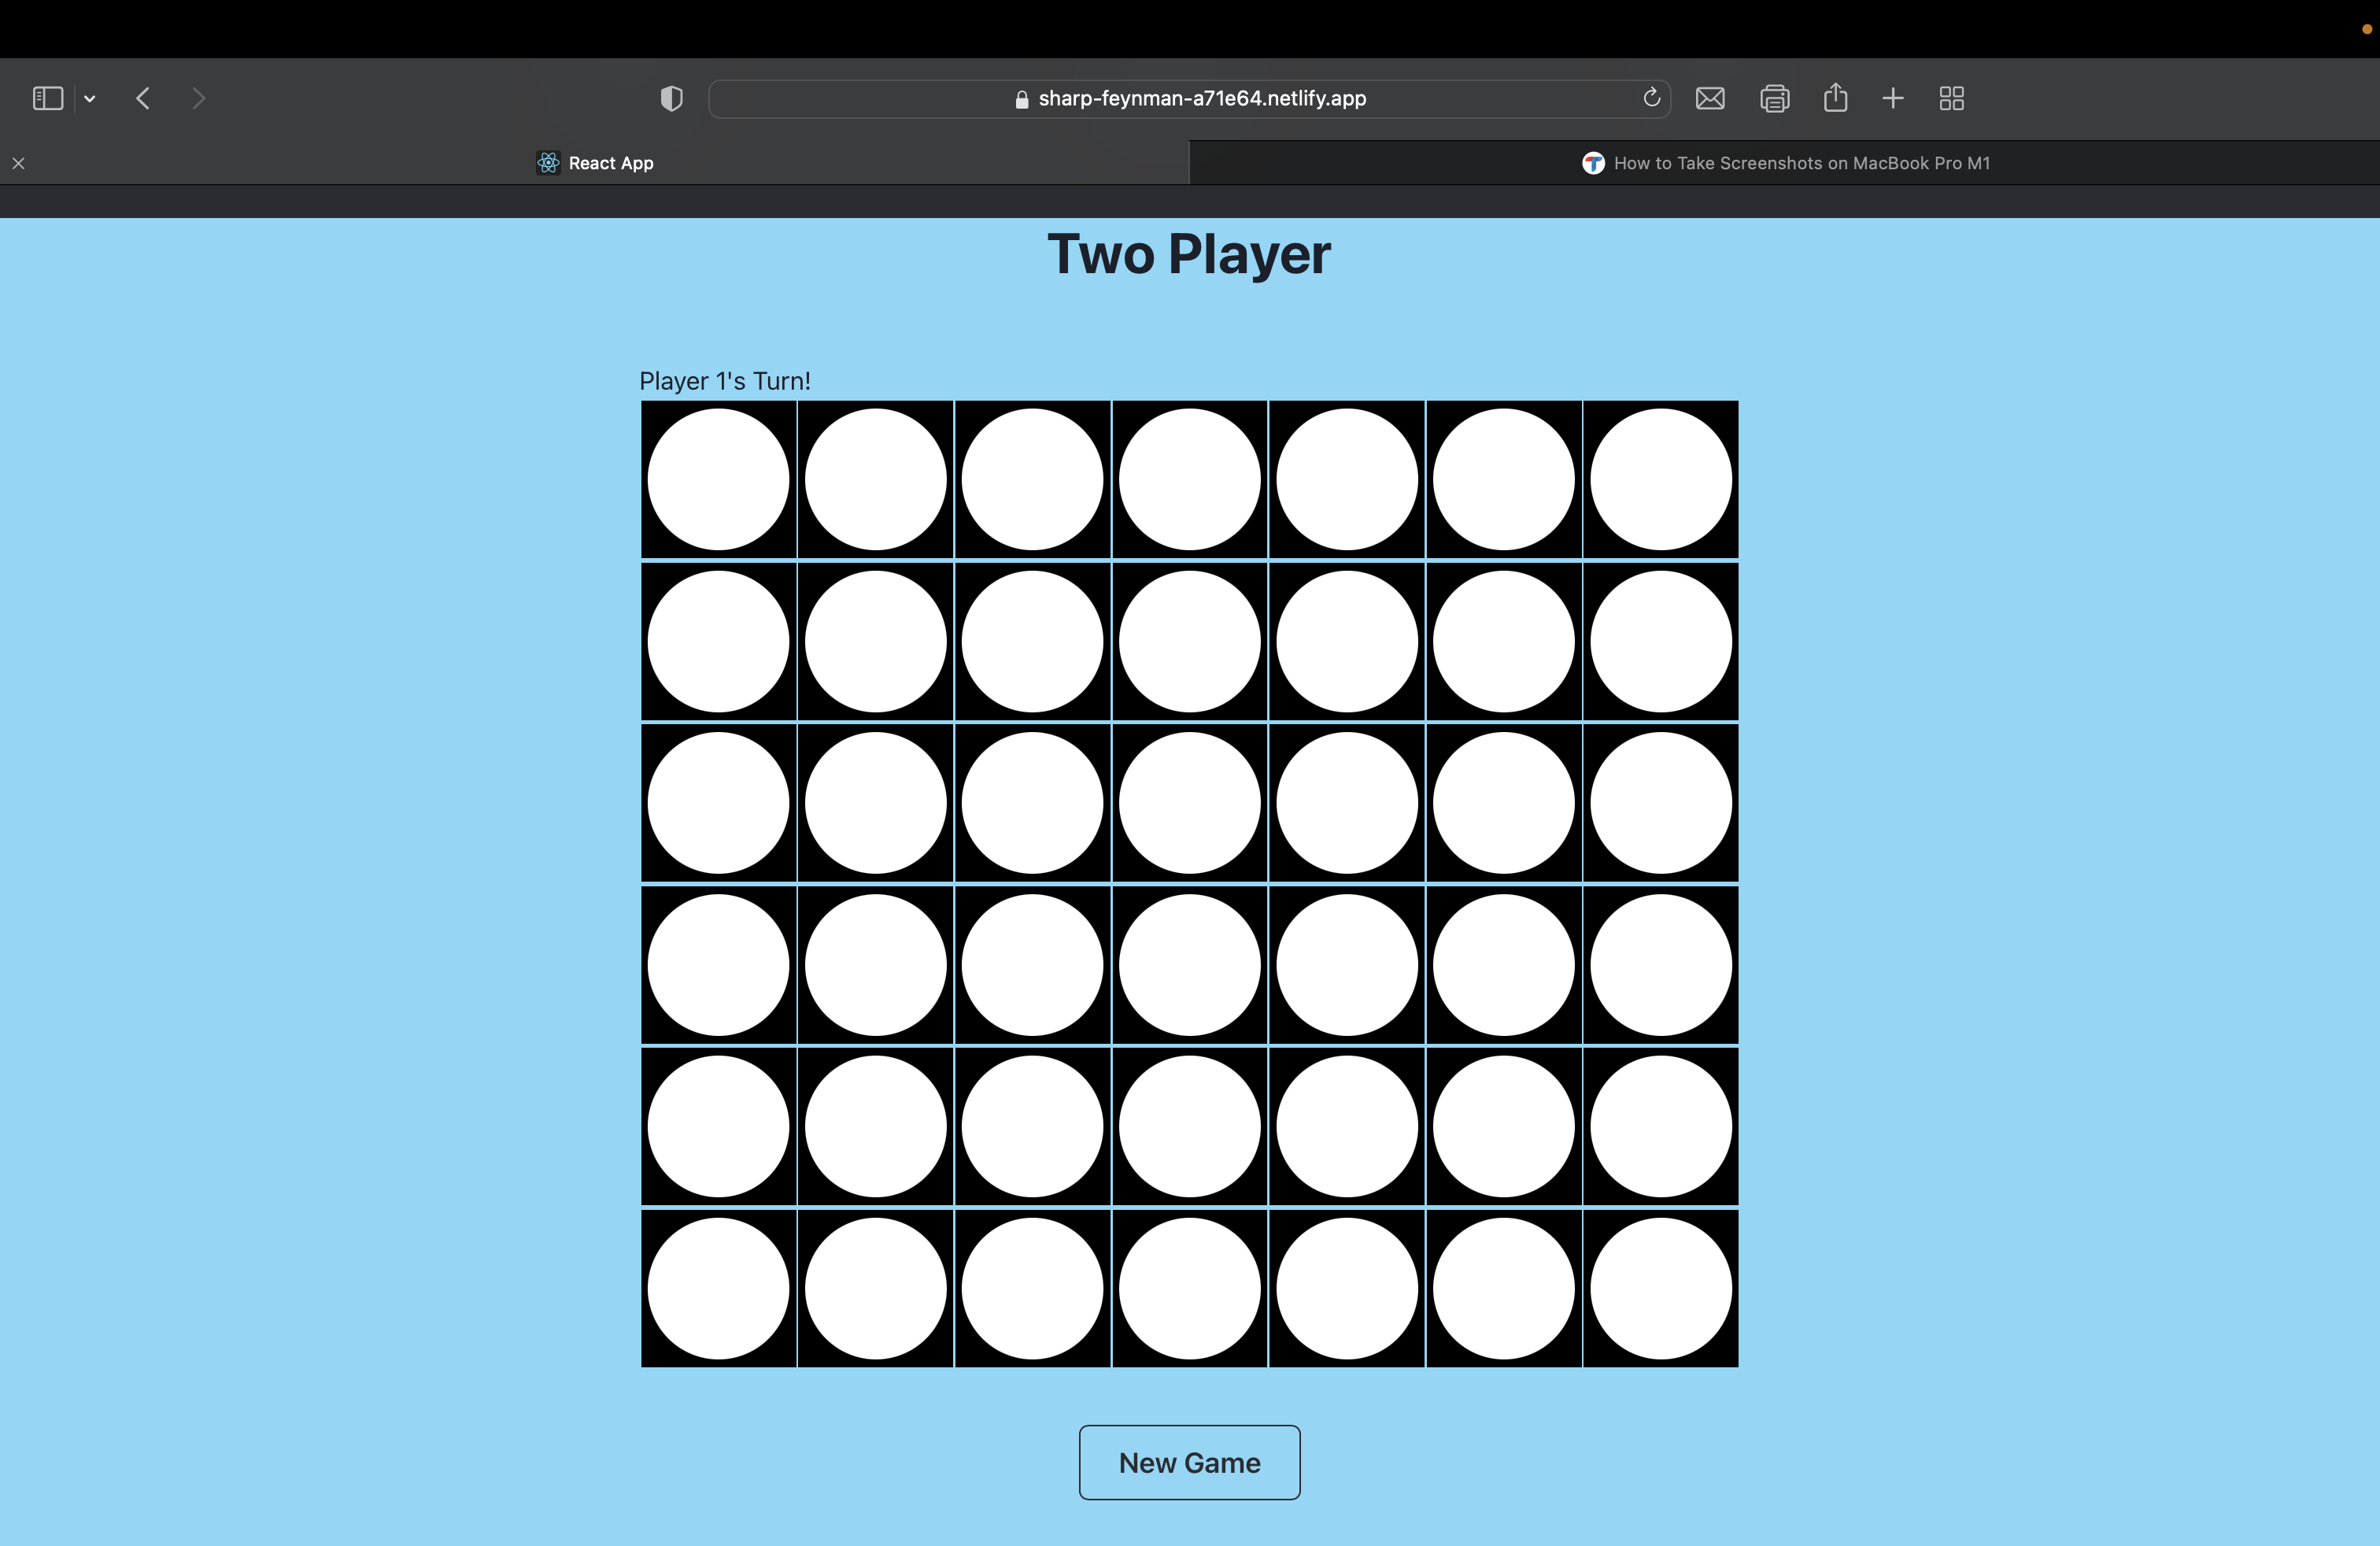 sharp-feynman-a71e64.netlify.app
React App
How to Take Screenshots on MacBook Pro M1
Two Player
Player 1's Turn!
New Game